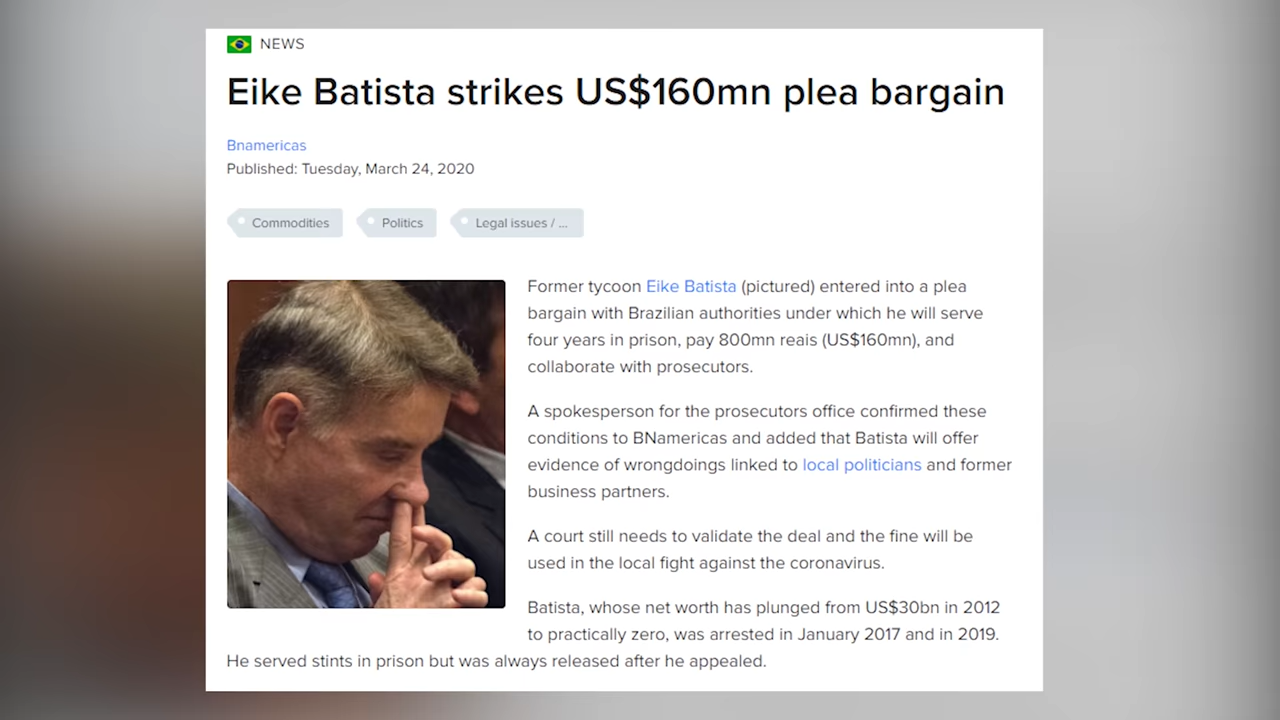 NEWS
Eike Batista strikes US$160mn plea bargain
Bnamericas
Published: Tuesday, March 24, 2020
Commodities Politics Legal issues / ...
Former tycoon Eike Batista (pictured) entered into a plea
bargain with Brazilian authorities under which he will serve
four years in prison, pay 800mn reais (US$160mn), and
collaborate with prosecutors.
A spokesperson for the prosecutors office confirmed these
conditions to BNamericas and added that Batista will offer
evidence of wrongdoings linked to local politicians and former
business partners.
A court still needs to validate the deal and the fine will be
used in the local fight against the coronavirus.
Batista, whose net worth has plunged from US$30bn in 2012
to practically zero, was arrested in January 2017 and in 2019.
He served stints in prison but was always released after he appealed.